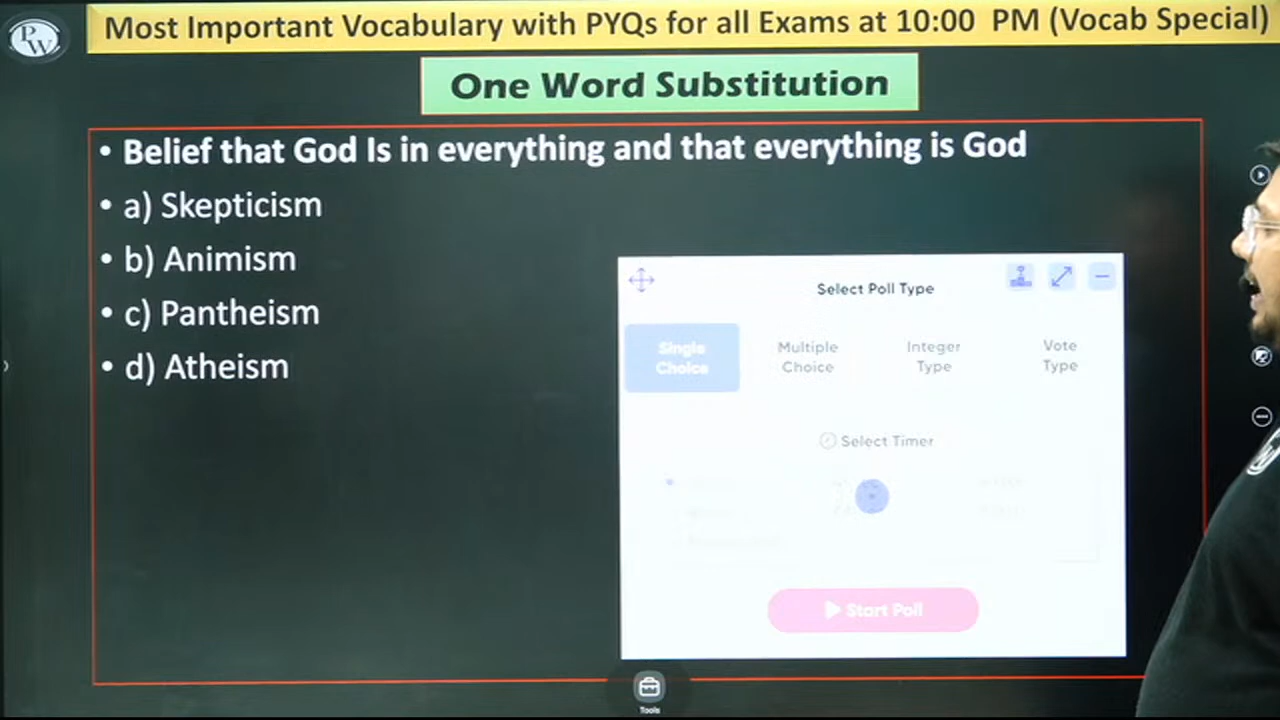 PW
Most Important Vocabulary with PYQs for all Exams at 10:00 PM (Vocab Special)
One Word Substitution
• Belief that God Is in everything and that everything is God
• a) Skepticism
• b) Animism
• c) Pantheism
• d) Atheism
Select Poll Type
Single Choice
Multiple Choice
Integer Type
Vote Type
Select Timer
Start Poll
Tools